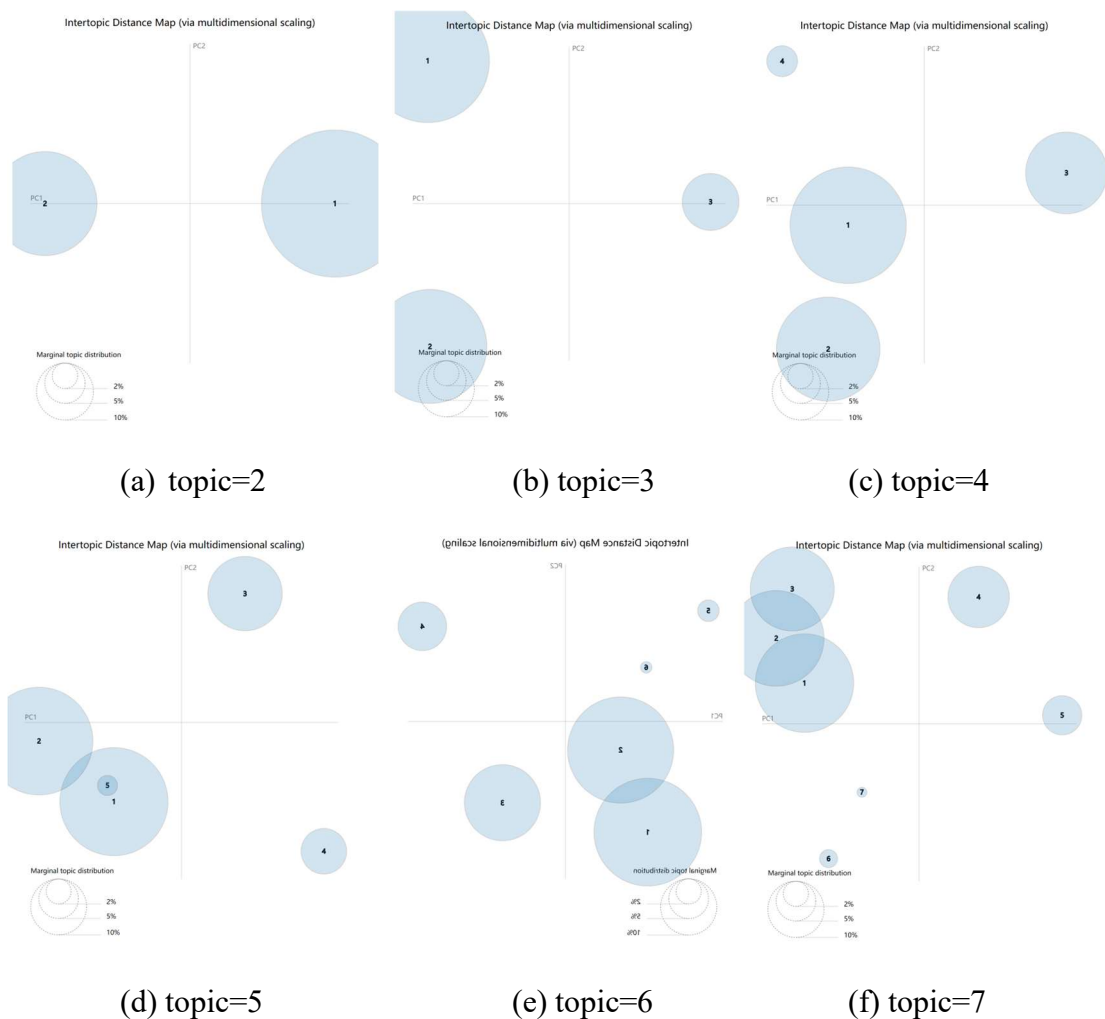 Intertopic Distance Map (via multidimensional scaling)
PC2
PC1
2
1
Marginal topic distribution
2%
5%
10%
(a) topic=2
Intertopic Distance Map (via multidimensional scaling)
PC2
1
PC1
3
2
Marginal topic distribution
2%
5%
10%
(b) topic=3
Intertopic Distance Map (via multidimensional scaling)
PC2
4
3
PC1
1
2
Marginal topic distribution
2%
5%
10%
(c) topic=4
Intertopic Distance Map (via multidimensional scaling)
PC2
3
PC1
2
5
1
4
Marginal topic distribution
2%
5%
10%
(d) topic=5
Intertopic Distance Map (via multidimensional scaling)
PC2
5
4
6
PC1
2
3
1
Marginal topic distribution
2%
5%
10%
(e) topic=6
Intertopic Distance Map (via multidimensional scaling)
PC2
3
4
2
1
5
PC1
7
6
Marginal topic distribution
2%
5%
10%
(f) topic=7